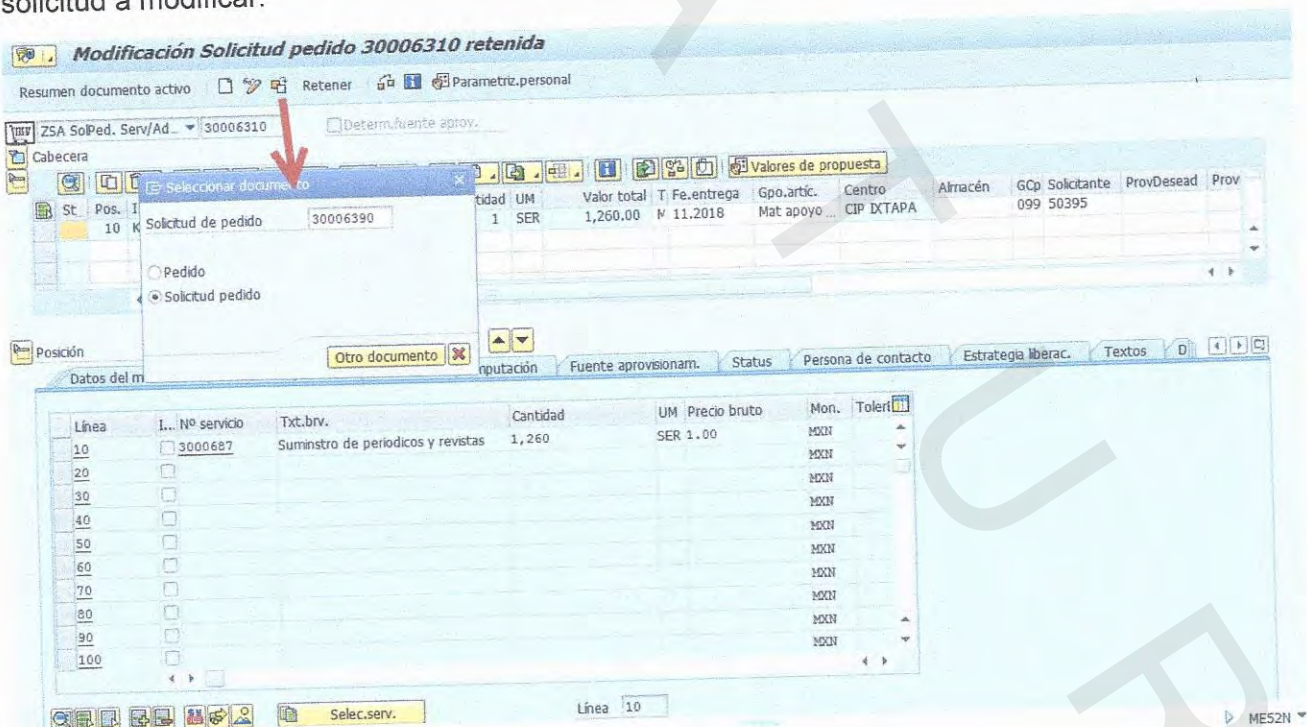 solicitud a modificar.
Modificación Solicitud pedido 30006310 retenida
Resumen documento activo Retener Parametriz.personal
ZSA SolPed. Serv/Ad_ 30006310 Determ.fuente aprov.
Cabecera
Valores de propuesta
St Pos. I tidad UM Valor total T Fe.entrega Gpo.artíc. Centro Almacén GCp Solicitante ProvDesead Prov
10 K 1 SER 1,260.00 M 11.2018 Mat apoyo ... CIP IXTAPA 099 50395
Seleccionar documento
Solicitud de pedido 30006390
Pedido
Solicitud pedido
Otro documento
Posición
Datos del m nputación Fuente aprovisionam. Status Persona de contacto Estrategia liberac. Textos D
Línea I... Nº servicio Txt.brv. Cantidad UM Precio bruto Mon. Tolerl
10 3000687 Suminstro de periodicos y revistas 1,260 SER 1.00 MXN
20 MXN
30 MXN
40 MXN
50 MXN
60 MXN
70 MXN
80 MXN
90 MXN
100
Selec.serv. Línea 10
ME52N
A
T
U
R